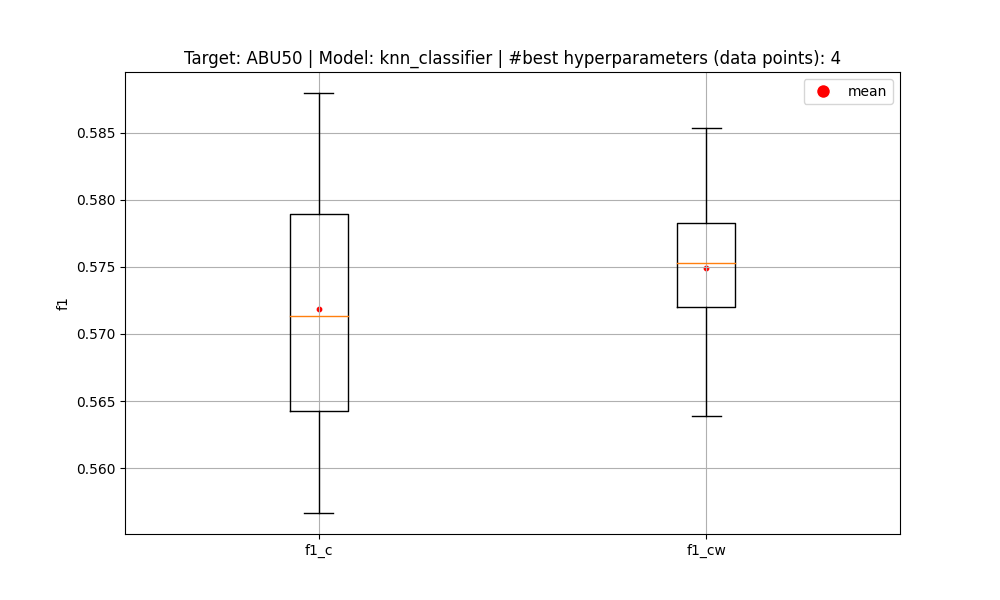 Target: ABU50 | Model: knn_classifier | #best hyperparameters (data points): 4
mean
0.585
0.580
0.575
0.570
0.565
0.560
f1
f1_c
f1_cw